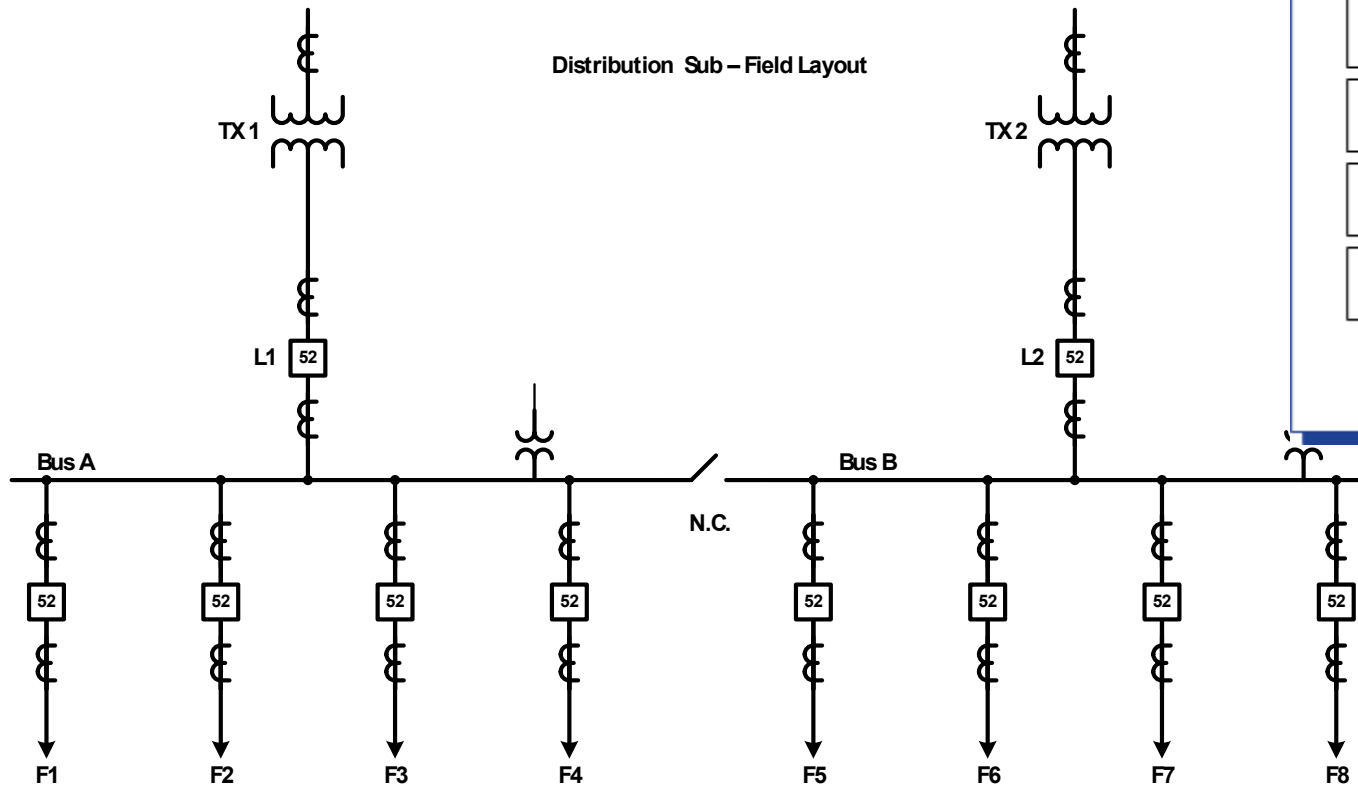 Distribution Sub – Field Layout
TX 1
TX 2
L1
52
L2
52
Bus A
Bus B
N.C.
52
52
52
52
52
52
52
52
F1
F2
F3
F4
F5
F6
F7
F8